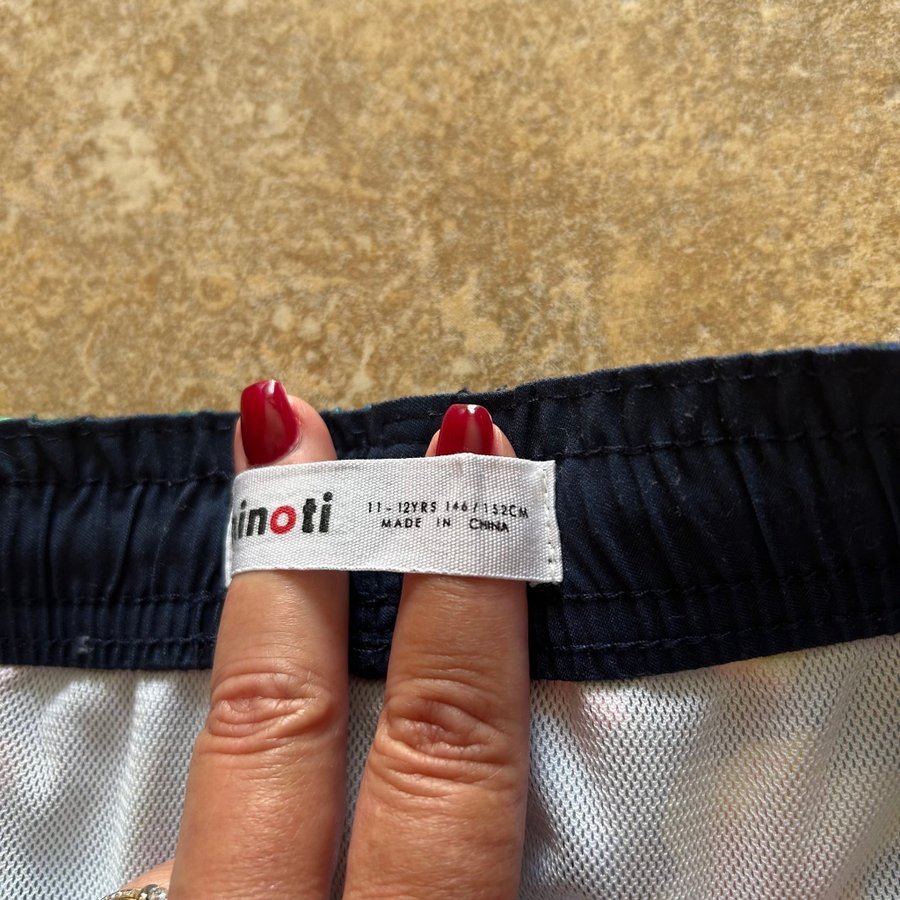 inoti
11-12YRS 146/152CM
MADE IN CHINA